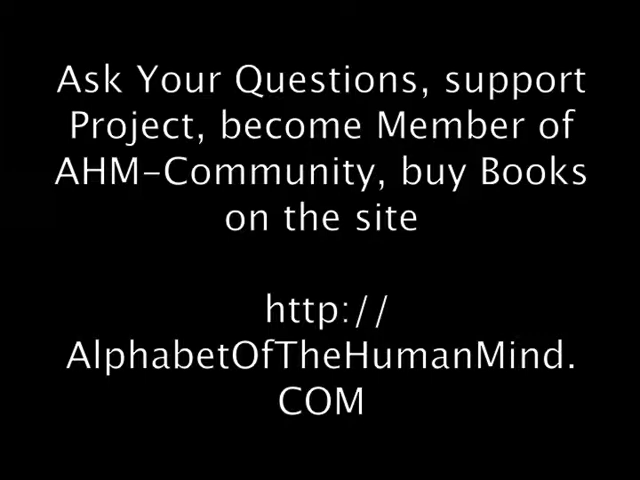 Ask Your Questions, support
Project, become Member of
AHM-Community, buy Books
on the site
http://
AlphabetOfTheHumanMind.
COM